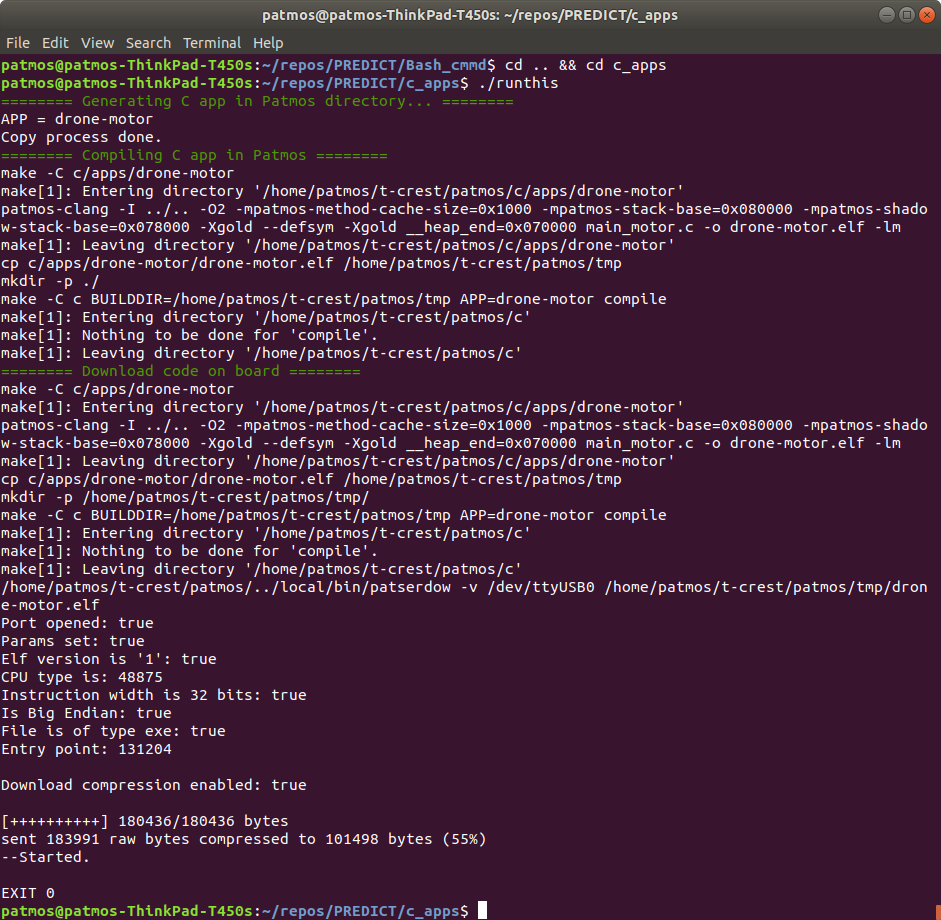 patmos@patmos-ThinkPad-T450s: ~/repos/PREDICT/c_apps
File Edit View Search Terminal Help
patmos@patmos-ThinkPad-T450s:~/repos/PREDICT/Bash_cmmd$ cd .. && cd c_apps
patmos@patmos-ThinkPad-T450s:~/repos/PREDICT/c_apps$ ./runthis
======== Generating C app in Patmos directory... ========
APP = drone-motor
Copy process done.
======== Compiling C app in Patmos ========
make -C c/apps/drone-motor
make[1]: Entering directory '/home/patmos/t-crest/patmos/c/apps/drone-motor'
patmos-clang -I ../.. -O2 -mpatmos-method-cache-size=0x1000 -mpatmos-stack-base=0x080000 -mpatmos-shado
w-stack-base=0x078000 -Xgold --defsym -Xgold __heap_end=0x070000 main_motor.c -o drone-motor.elf -lm
make[1]: Leaving directory '/home/patmos/t-crest/patmos/c/apps/drone-motor'
cp c/apps/drone-motor/drone-motor.elf /home/patmos/t-crest/patmos/tmp
mkdir -p ./
make -C c BUILDDIR=/home/patmos/t-crest/patmos/tmp APP=drone-motor compile
make[1]: Entering directory '/home/patmos/t-crest/patmos/c'
make[1]: Nothing to be done for 'compile'.
make[1]: Leaving directory '/home/patmos/t-crest/patmos/c'
======== Download code on board ========
make -C c/apps/drone-motor
make[1]: Entering directory '/home/patmos/t-crest/patmos/c/apps/drone-motor'
patmos-clang -I ../.. -O2 -mpatmos-method-cache-size=0x1000 -mpatmos-stack-base=0x080000 -mpatmos-shado
w-stack-base=0x078000 -Xgold --defsym -Xgold __heap_end=0x070000 main_motor.c -o drone-motor.elf -lm
make[1]: Leaving directory '/home/patmos/t-crest/patmos/c/apps/drone-motor'
cp c/apps/drone-motor/drone-motor.elf /home/patmos/t-crest/patmos/tmp
mkdir -p /home/patmos/t-crest/patmos/tmp/
make -C c BUILDDIR=/home/patmos/t-crest/patmos/tmp APP=drone-motor compile
make[1]: Entering directory '/home/patmos/t-crest/patmos/c'
make[1]: Nothing to be done for 'compile'.
make[1]: Leaving directory '/home/patmos/t-crest/patmos/c'
/home/patmos/t-crest/patmos/../local/bin/patserdow -v /dev/ttyUSB0 /home/patmos/t-crest/patmos/tmp/dron
e-motor.elf
Port opened: true
Params set: true
Elf version is '1': true
CPU type is: 48875
Instruction width is 32 bits: true
Is Big Endian: true
File is of type exe: true
Entry point: 131204
Download compression enabled: true
[++++++++++] 180436/180436 bytes
sent 183991 raw bytes compressed to 101498 bytes (55%)
--Started.
EXIT 0
patmos@patmos-ThinkPad-T450s:~/repos/PREDICT/c_apps$